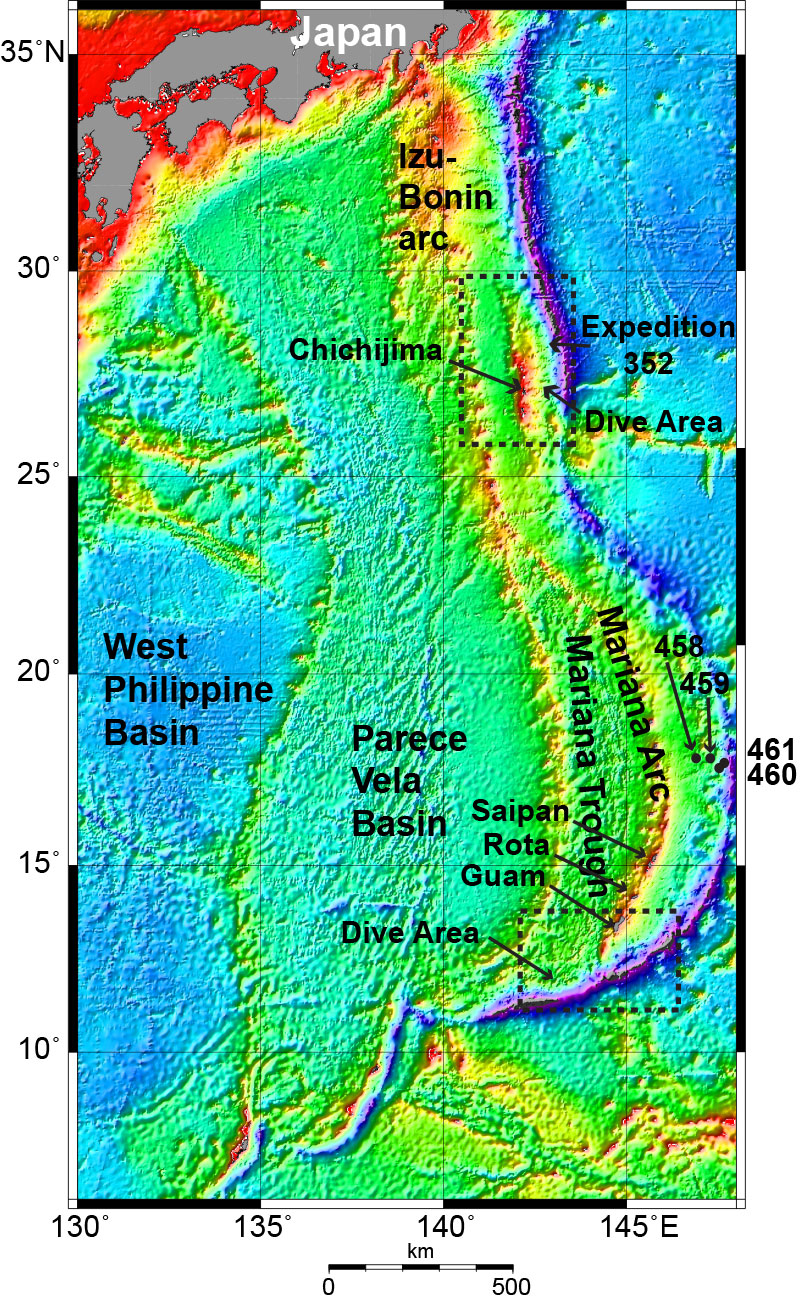 Japan
35°N
Izu-
Bonin
arc
30°
Expedition
352
Chichijima
Dive Area
25°
Mariana Arc
Mariana Trough
458
20°
West
Philippine
Basin
459
Parece
Vela
Basin
461
460
Saipan
Rota
15°
Guam
Dive Area
10°
130° 135° 140° 145°E
km
0 500